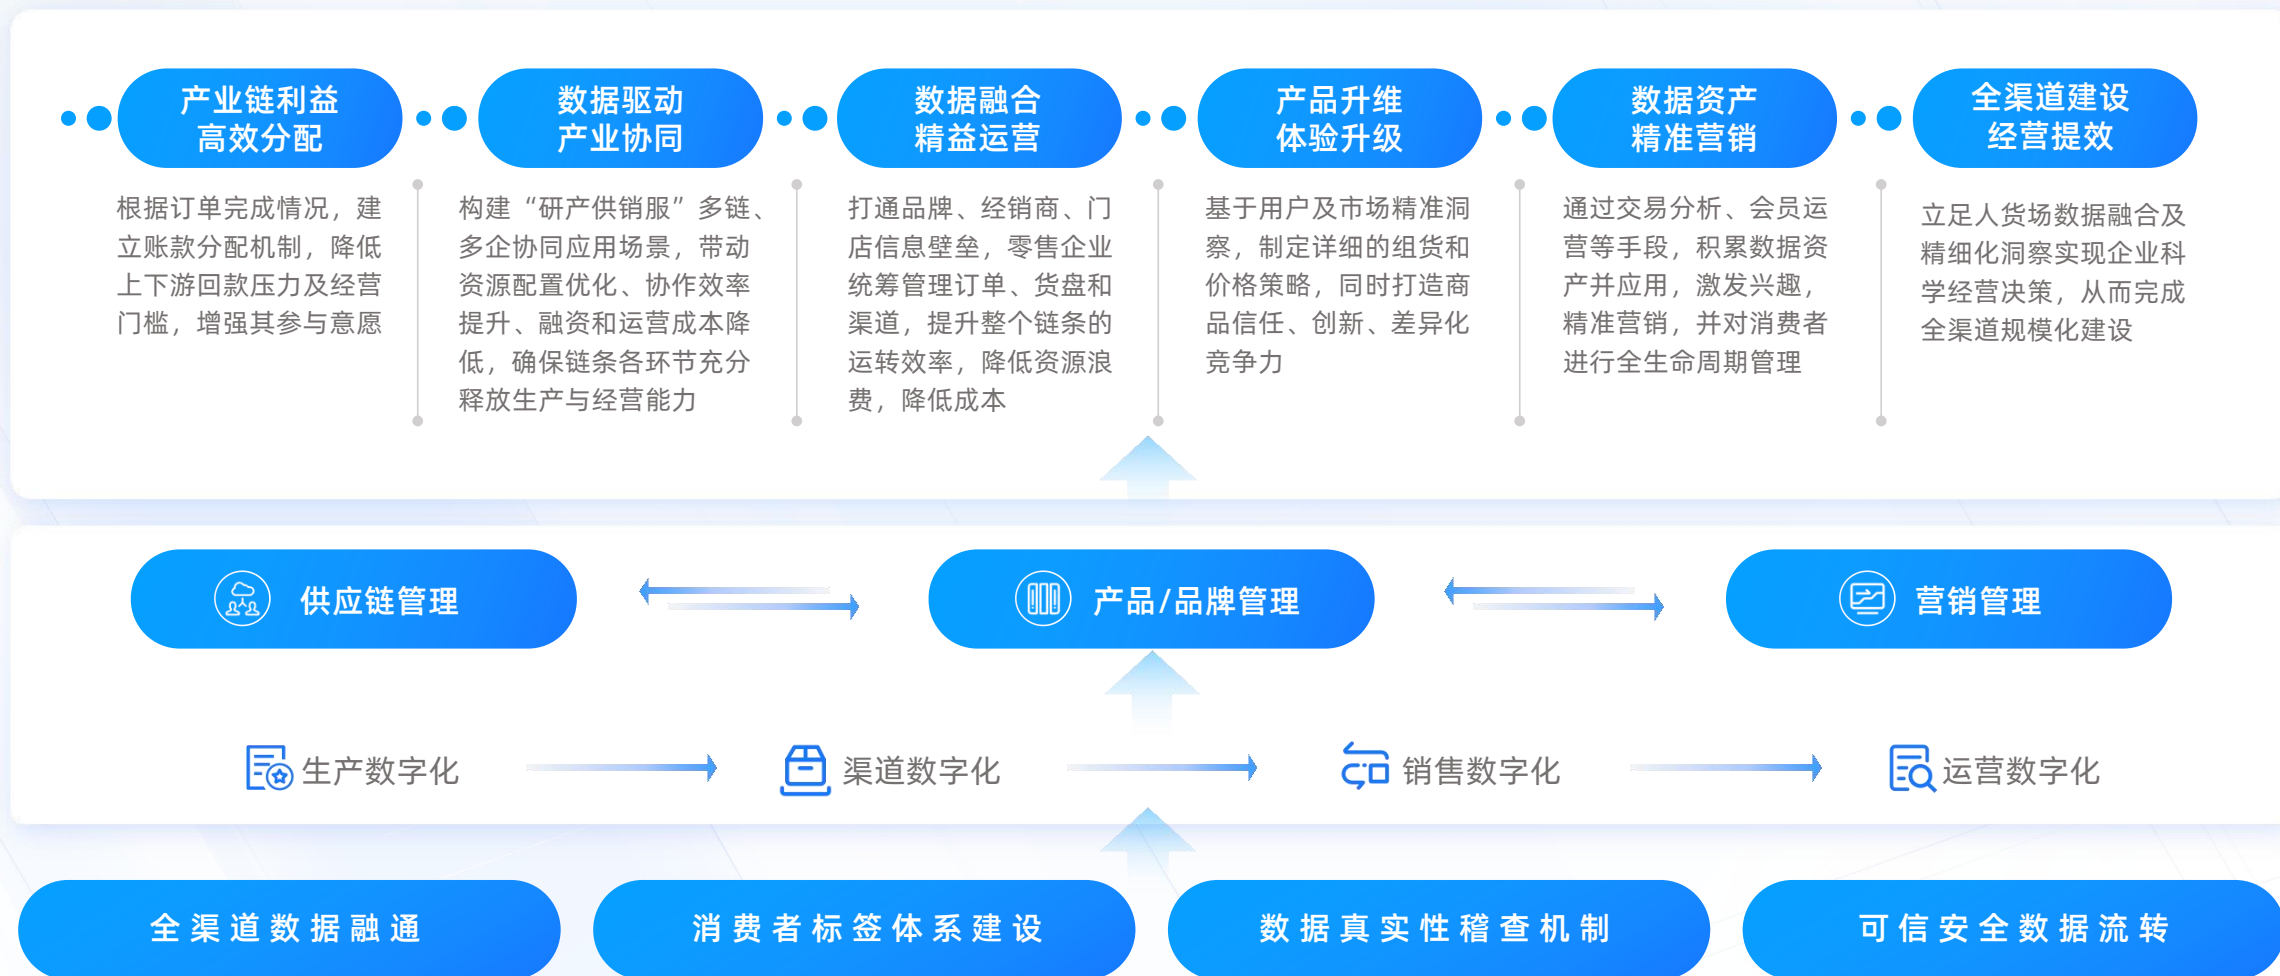 产业链利益
高效分配
数据驱动
产业协同
数据融合
精益运营
产品升维
体验升级
数据资产
精准营销
全渠道建设
经营提效
根据订单完成情况，建
立账款分配机制，降低
上下游回款压力及经营
门槛，增强其参与意愿
构建“研产供销服”多链、
多企协同应用场景，带动
资源配置优化、协作效率
提升、融资和运营成本降
低，确保链条各环节充分
释放生产与经营能力
打通品牌、经销商、门
店信息壁垒，零售企业
统筹管理订单、货盘和
渠道，提升整个链条的
运转效率，降低资源浪
费，降低成本
基于用户及市场精准洞
察，制定详细的组货和
价格策略，同时打造商
品信任、创新、差异化
竞争力
通过交易分析、会员运
营等手段，积累数据资
产并应用，激发兴趣，
精准营销，并对消费者
进行全生命周期管理
立足人货场数据融合及
精细化洞察实现企业科
学经营决策，从而完成
全渠道规模化建设
供应链管理
产品/品牌管理
营销管理
生产数字化
渠道数字化
销售数字化
运营数字化
全渠道数据融通
消费者标签体系建设
数据真实性稽查机制
可信安全数据流转